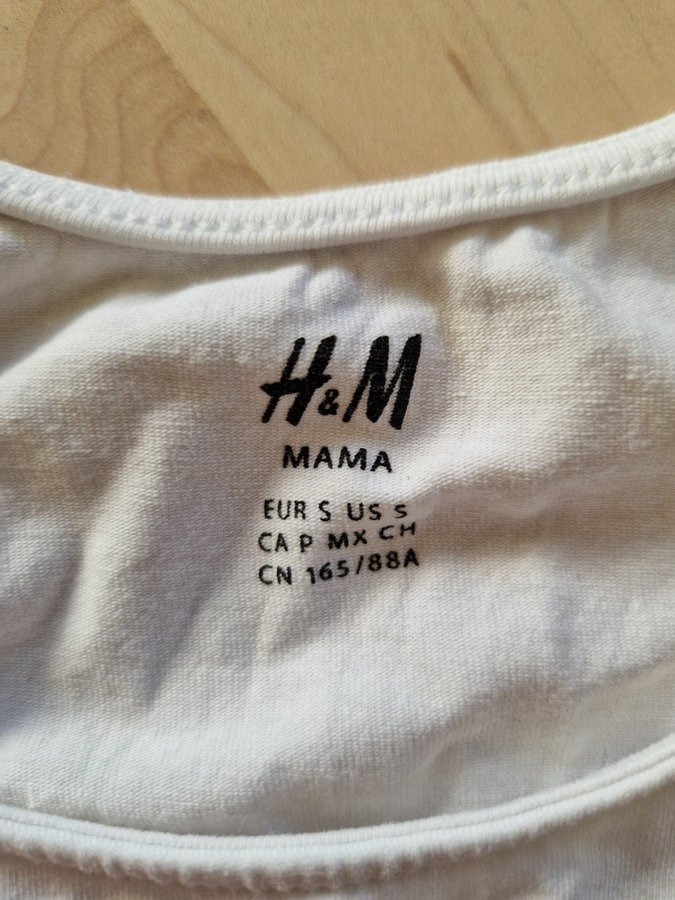 H&M
MAMA
EUR S US S
CA P MX CH
CN 165/88A